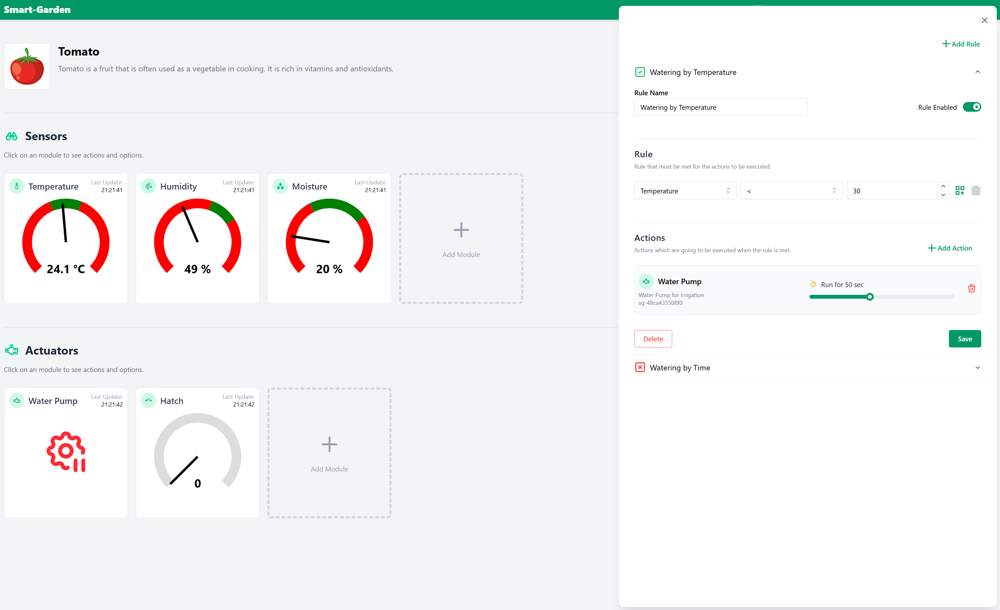 Smart-Garden
Tomato
Tomato is a fruit that is often used as a vegetable in cooking. It is rich in vitamins and antioxidants.
Sensors
Click on an module to see actions and options.
Temperature
Last Update:
21:21:41
24.1 °C
Humidity
Last Update:
21:21:41
49 %
Moisture
Last Update:
21:21:41
20 %
Add Module
Actuators
Click on an module to see actions and options.
Water Pump
Last Update:
21:21:42
Hatch
Last Update:
21:21:42
0
Add Module
Add Rule
Watering by Temperature
Rule Name
Watering by Temperature
Rule Enabled
Rule
Rule that must be met for the actions to be executed.
Temperature
<
30
Actions
Actions which are going to be executed when the rule is met.
Add Action
Water Pump
Water Pump for irrigation
sg-48ca435508f0
Run for 50 sec
Delete
Save
Watering by Time